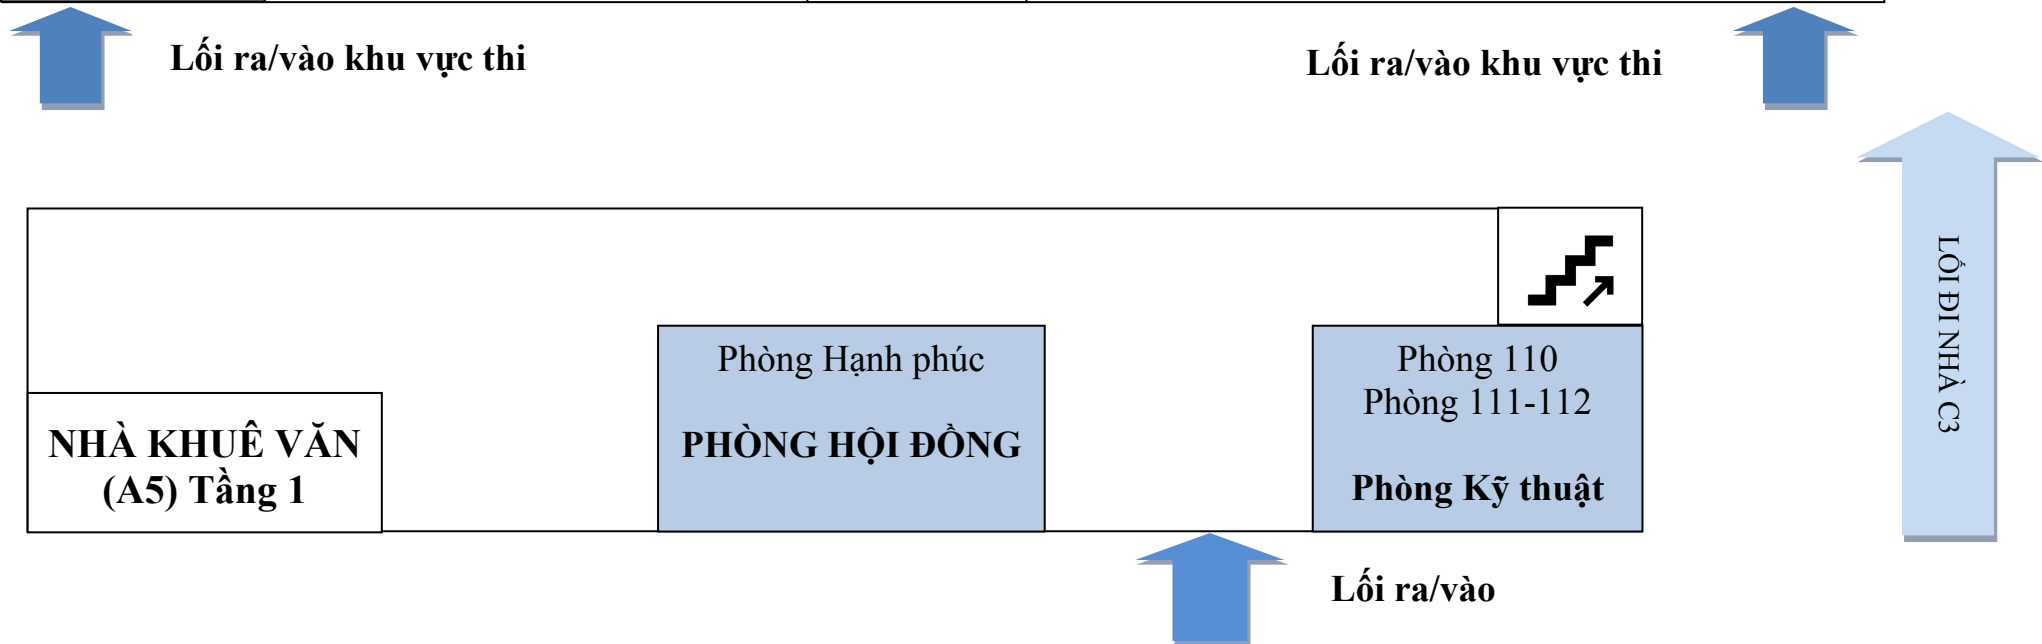 Lối ra/vào khu vực thi
Lối ra/vào khu vực thi
LỐI ĐI NHÀ C3
Phòng Hạnh phúc
PHÒNG HỘI ĐỒNG
Phòng 110
Phòng 111-112
Phòng Kỹ thuật
NHÀ KHUÊ VĂN
(A5) Tầng 1
Lối ra/vào